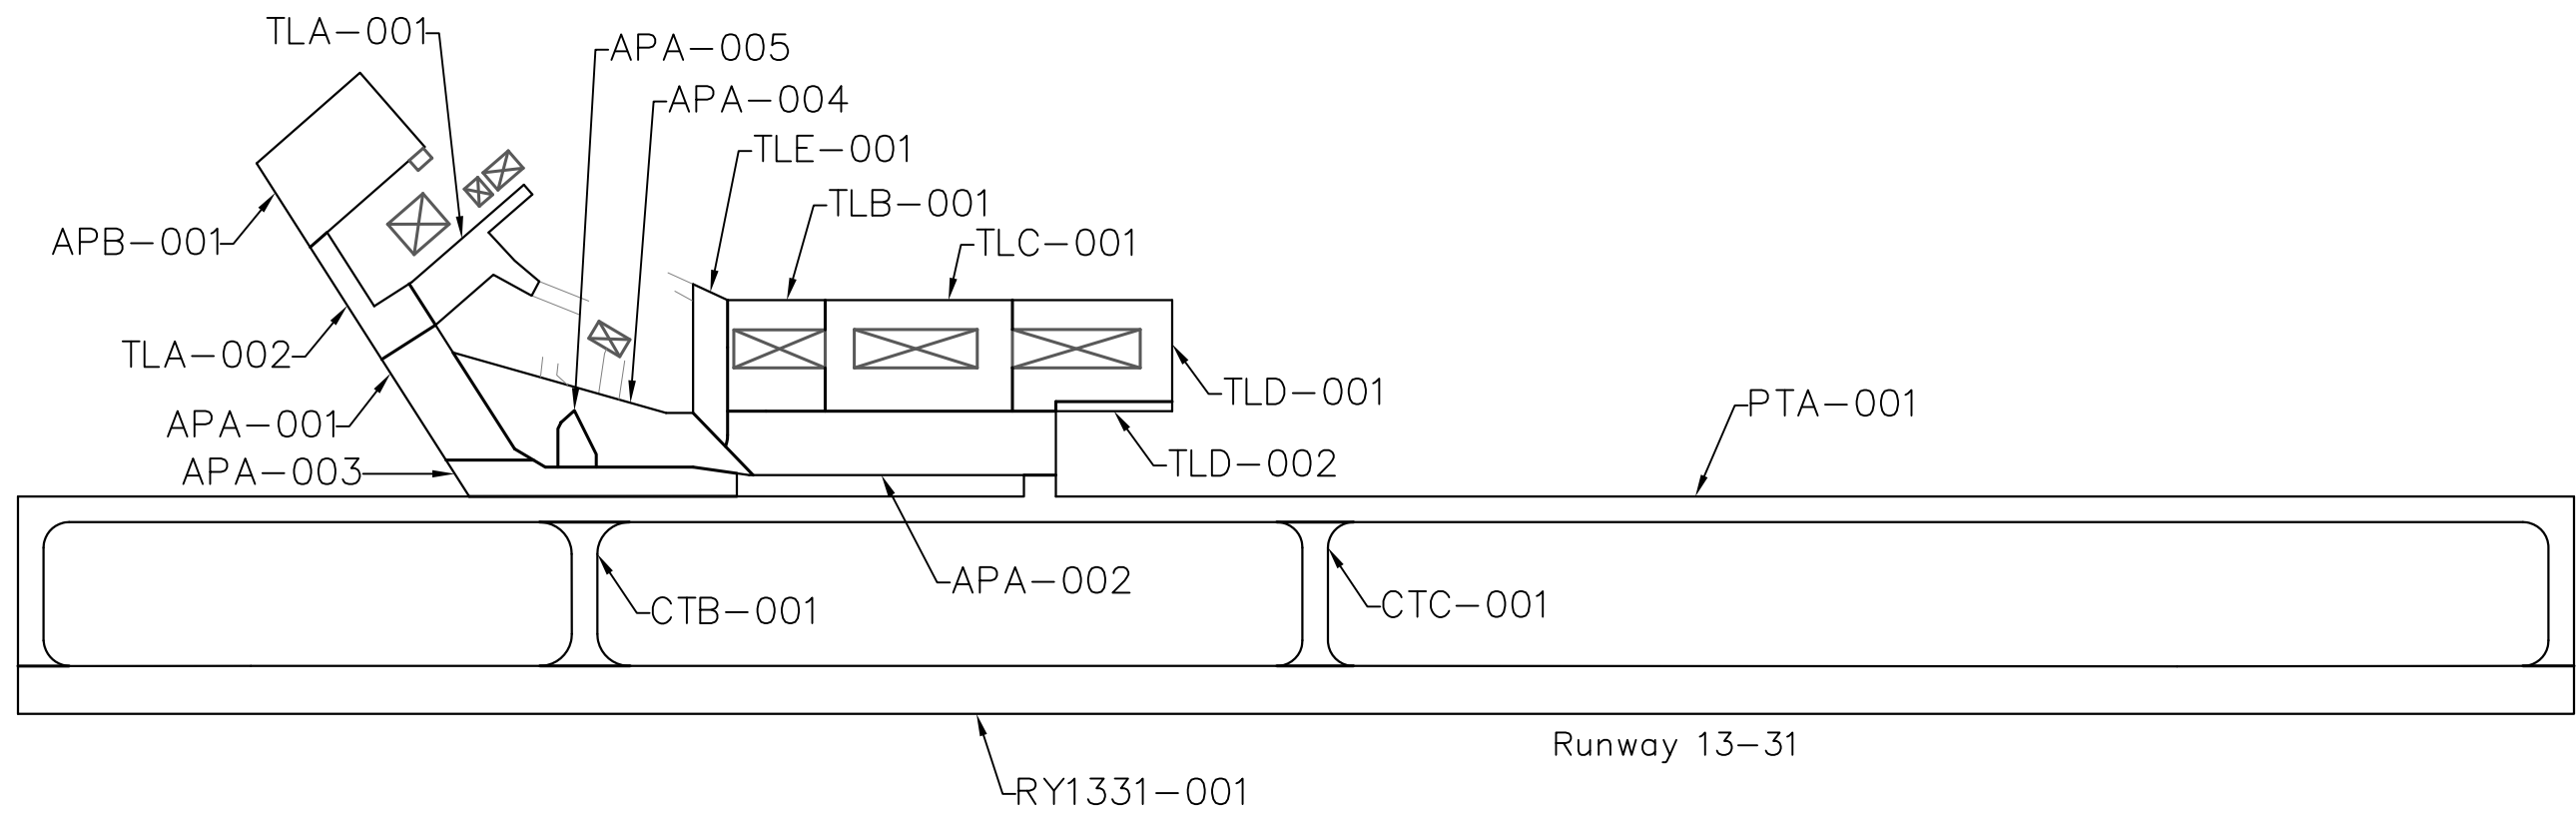 TLA-001
APA-005
APA-004
TLE-001
TLB-001
APB-001
TLC-001
TLA-002
TLD-001
PTA-001
APA-001
APA-003
TLD-002
APA-002
CTB-001
CTC-001
Runway 13-31
RY1331-001